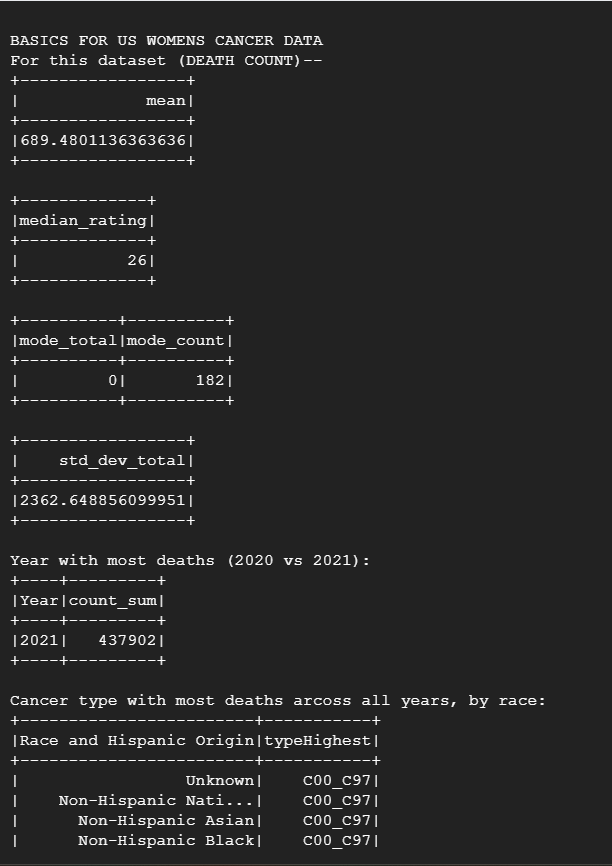 BASICS FOR US WOMENS CANCER DATA
For this dataset (DEATH COUNT)--
+-----------------+
|             mean|
+-----------------+
|689.4801136363636|
+-----------------+
+-------------+
|median_rating|
+-------------+
|           26|
+-------------+
+----------+----------+
|mode_total|mode_count|
+----------+----------+
|         0|       182|
+----------+----------+
+-----------------+
|    std_dev_total|
+-----------------+
|2362.648856099951|
+-----------------+
Year with most deaths (2020 vs 2021):
+----+---------+
|Year|count_sum|
+----+---------+
|2021|   437902|
+----+---------+
Cancer type with most deaths arcoss all years, by race:
+------------------------+-----------+
|Race and Hispanic Origin|typeHighest|
+------------------------+-----------+
|                 Unknown|    C00_C97|
|    Non-Hispanic Nati...|    C00_C97|
|      Non-Hispanic Asian|    C00_C97|
|      Non-Hispanic Black|    C00_C97|